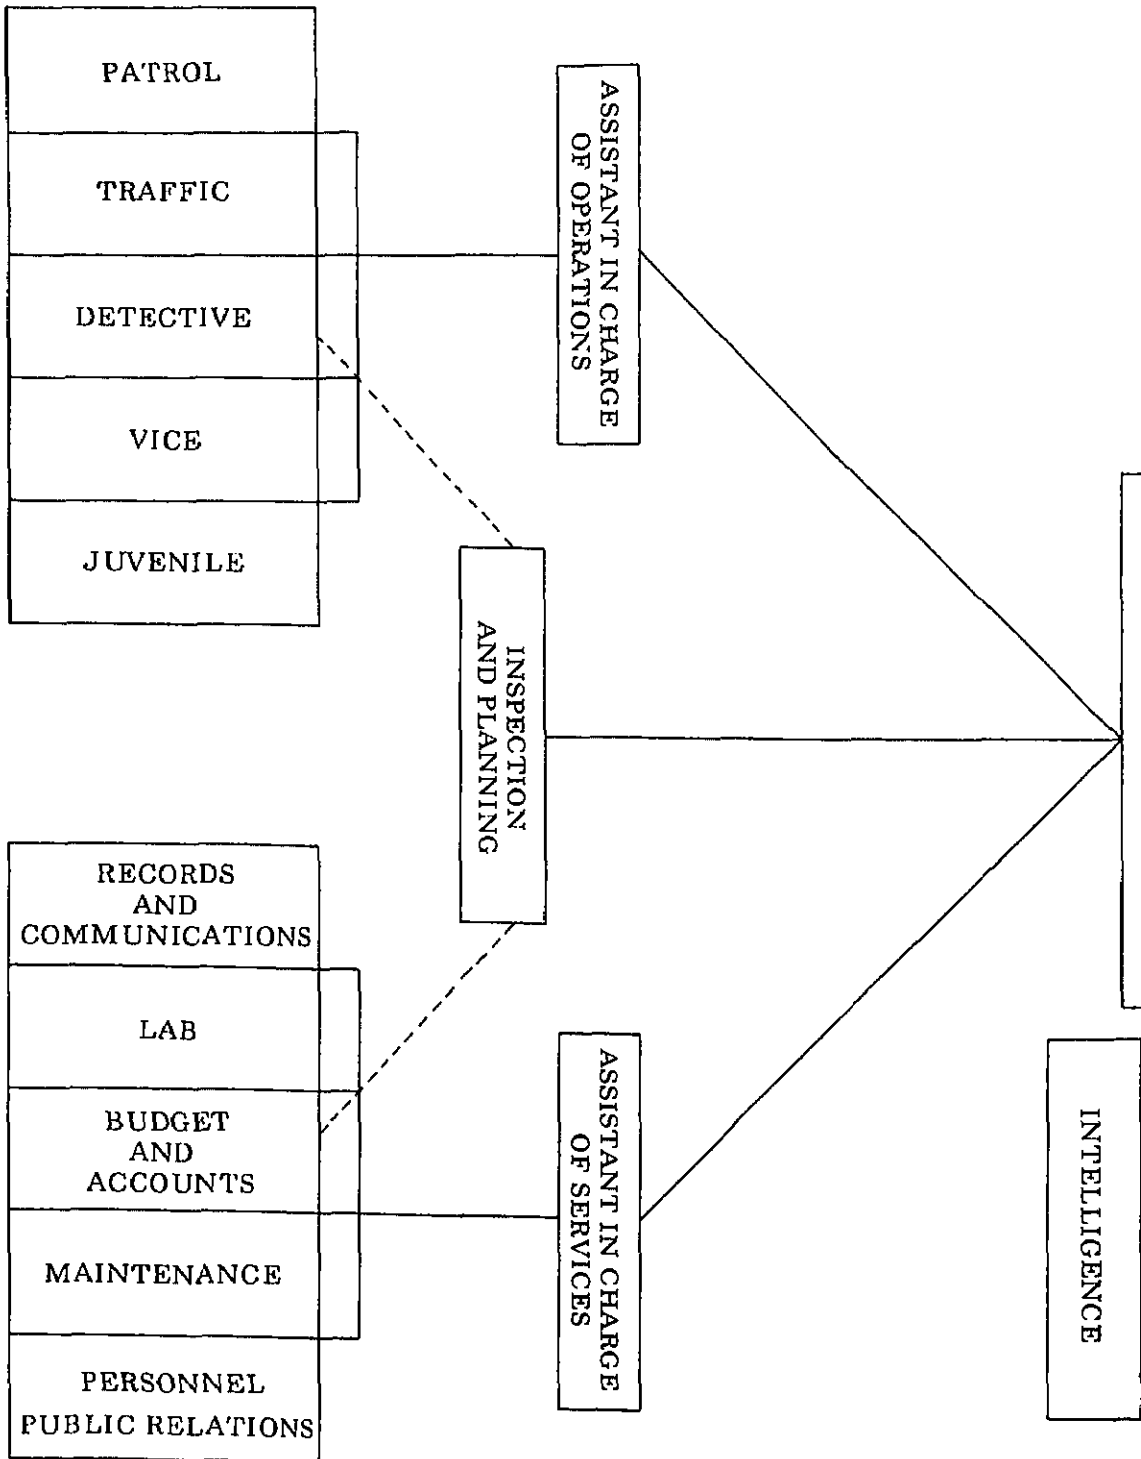 PATROL
TRAFFIC
DETECTIVE
VICE
JUVENILE
RECORDS
AND
COMMUNICATIONS
LAB
BUDGET
AND
ACCOUNTS
MAINTENANCE
PERSONNEL
PUBLIC RELATIONS
ASSISTANT IN CHARGE
OF OPERATIONS
INSPECTION
AND PLANNING
ASSISTANT IN CHARGE
OF SERVICES
INTELLIGENCE